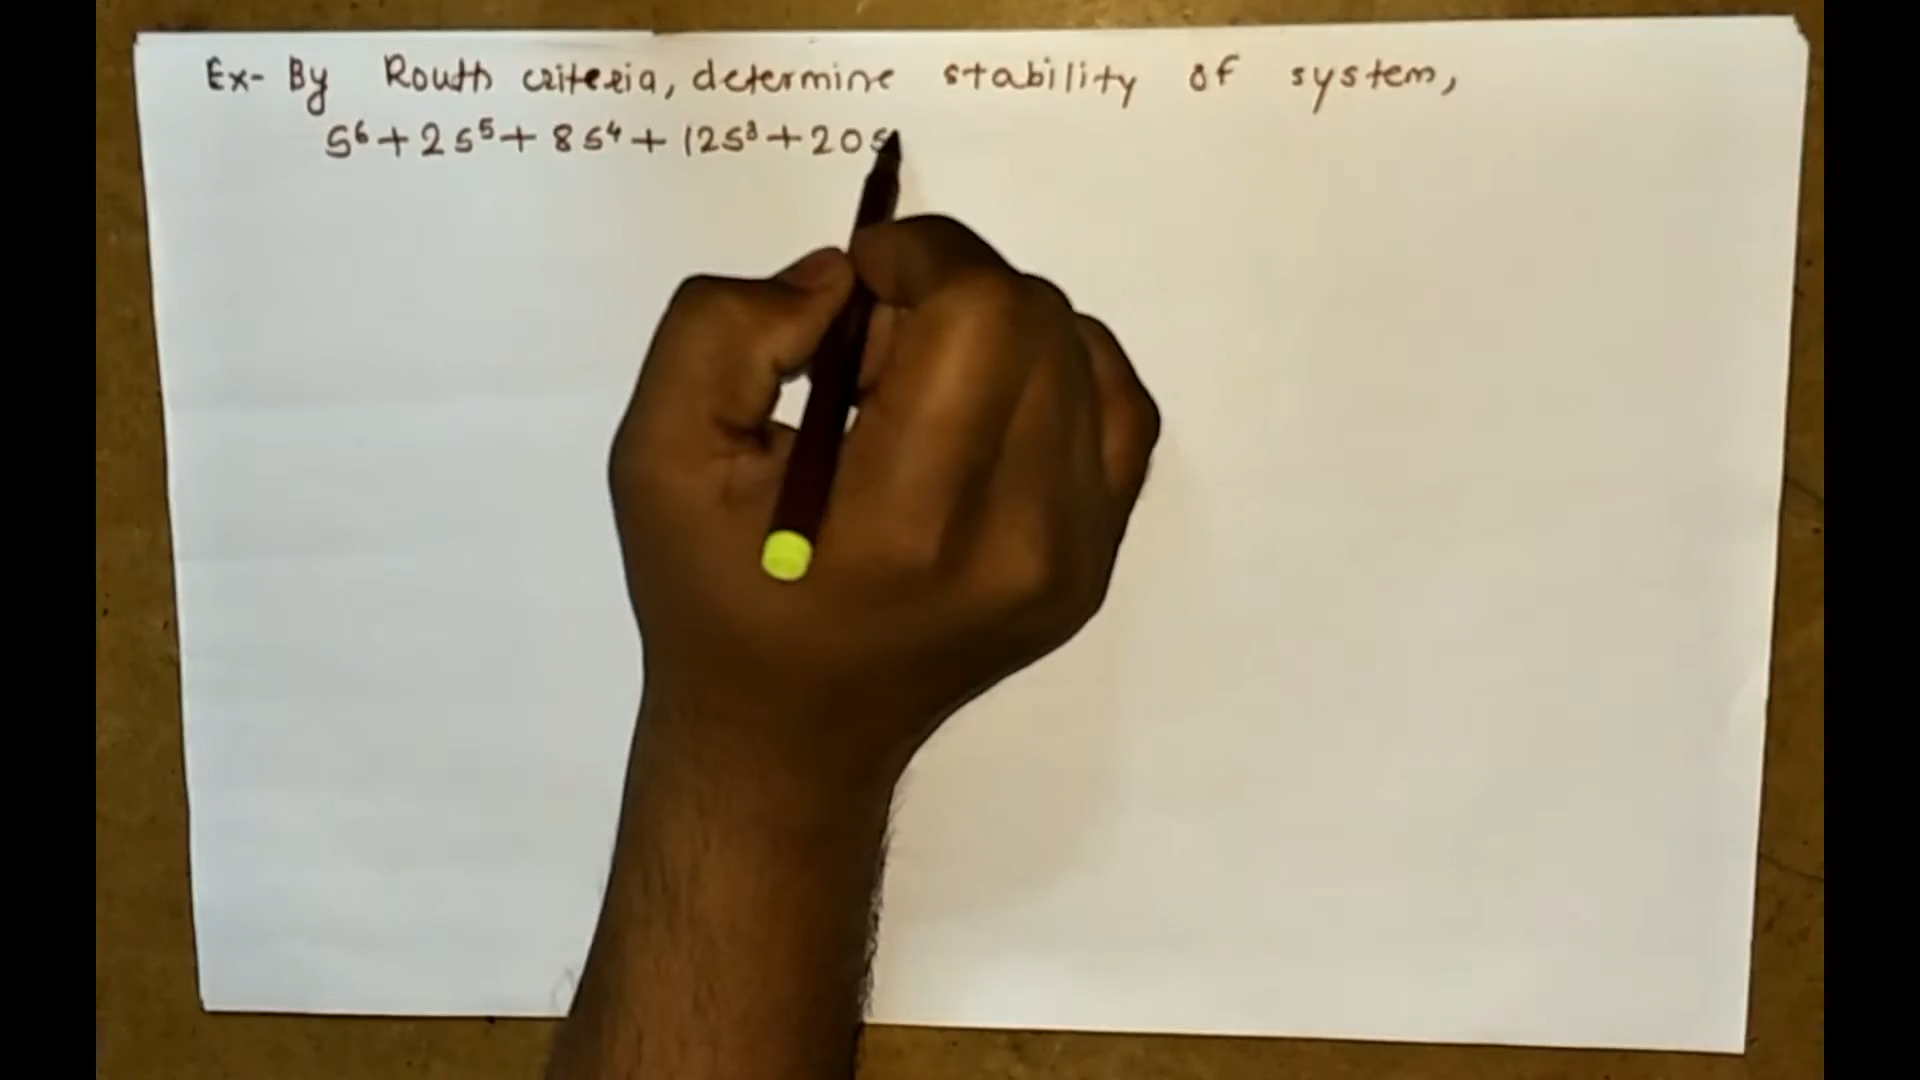 Ex- By Routh criteria, determine stability of system,
s⁶ + 2s⁵ + 8s⁴ + 12s³ + 20s